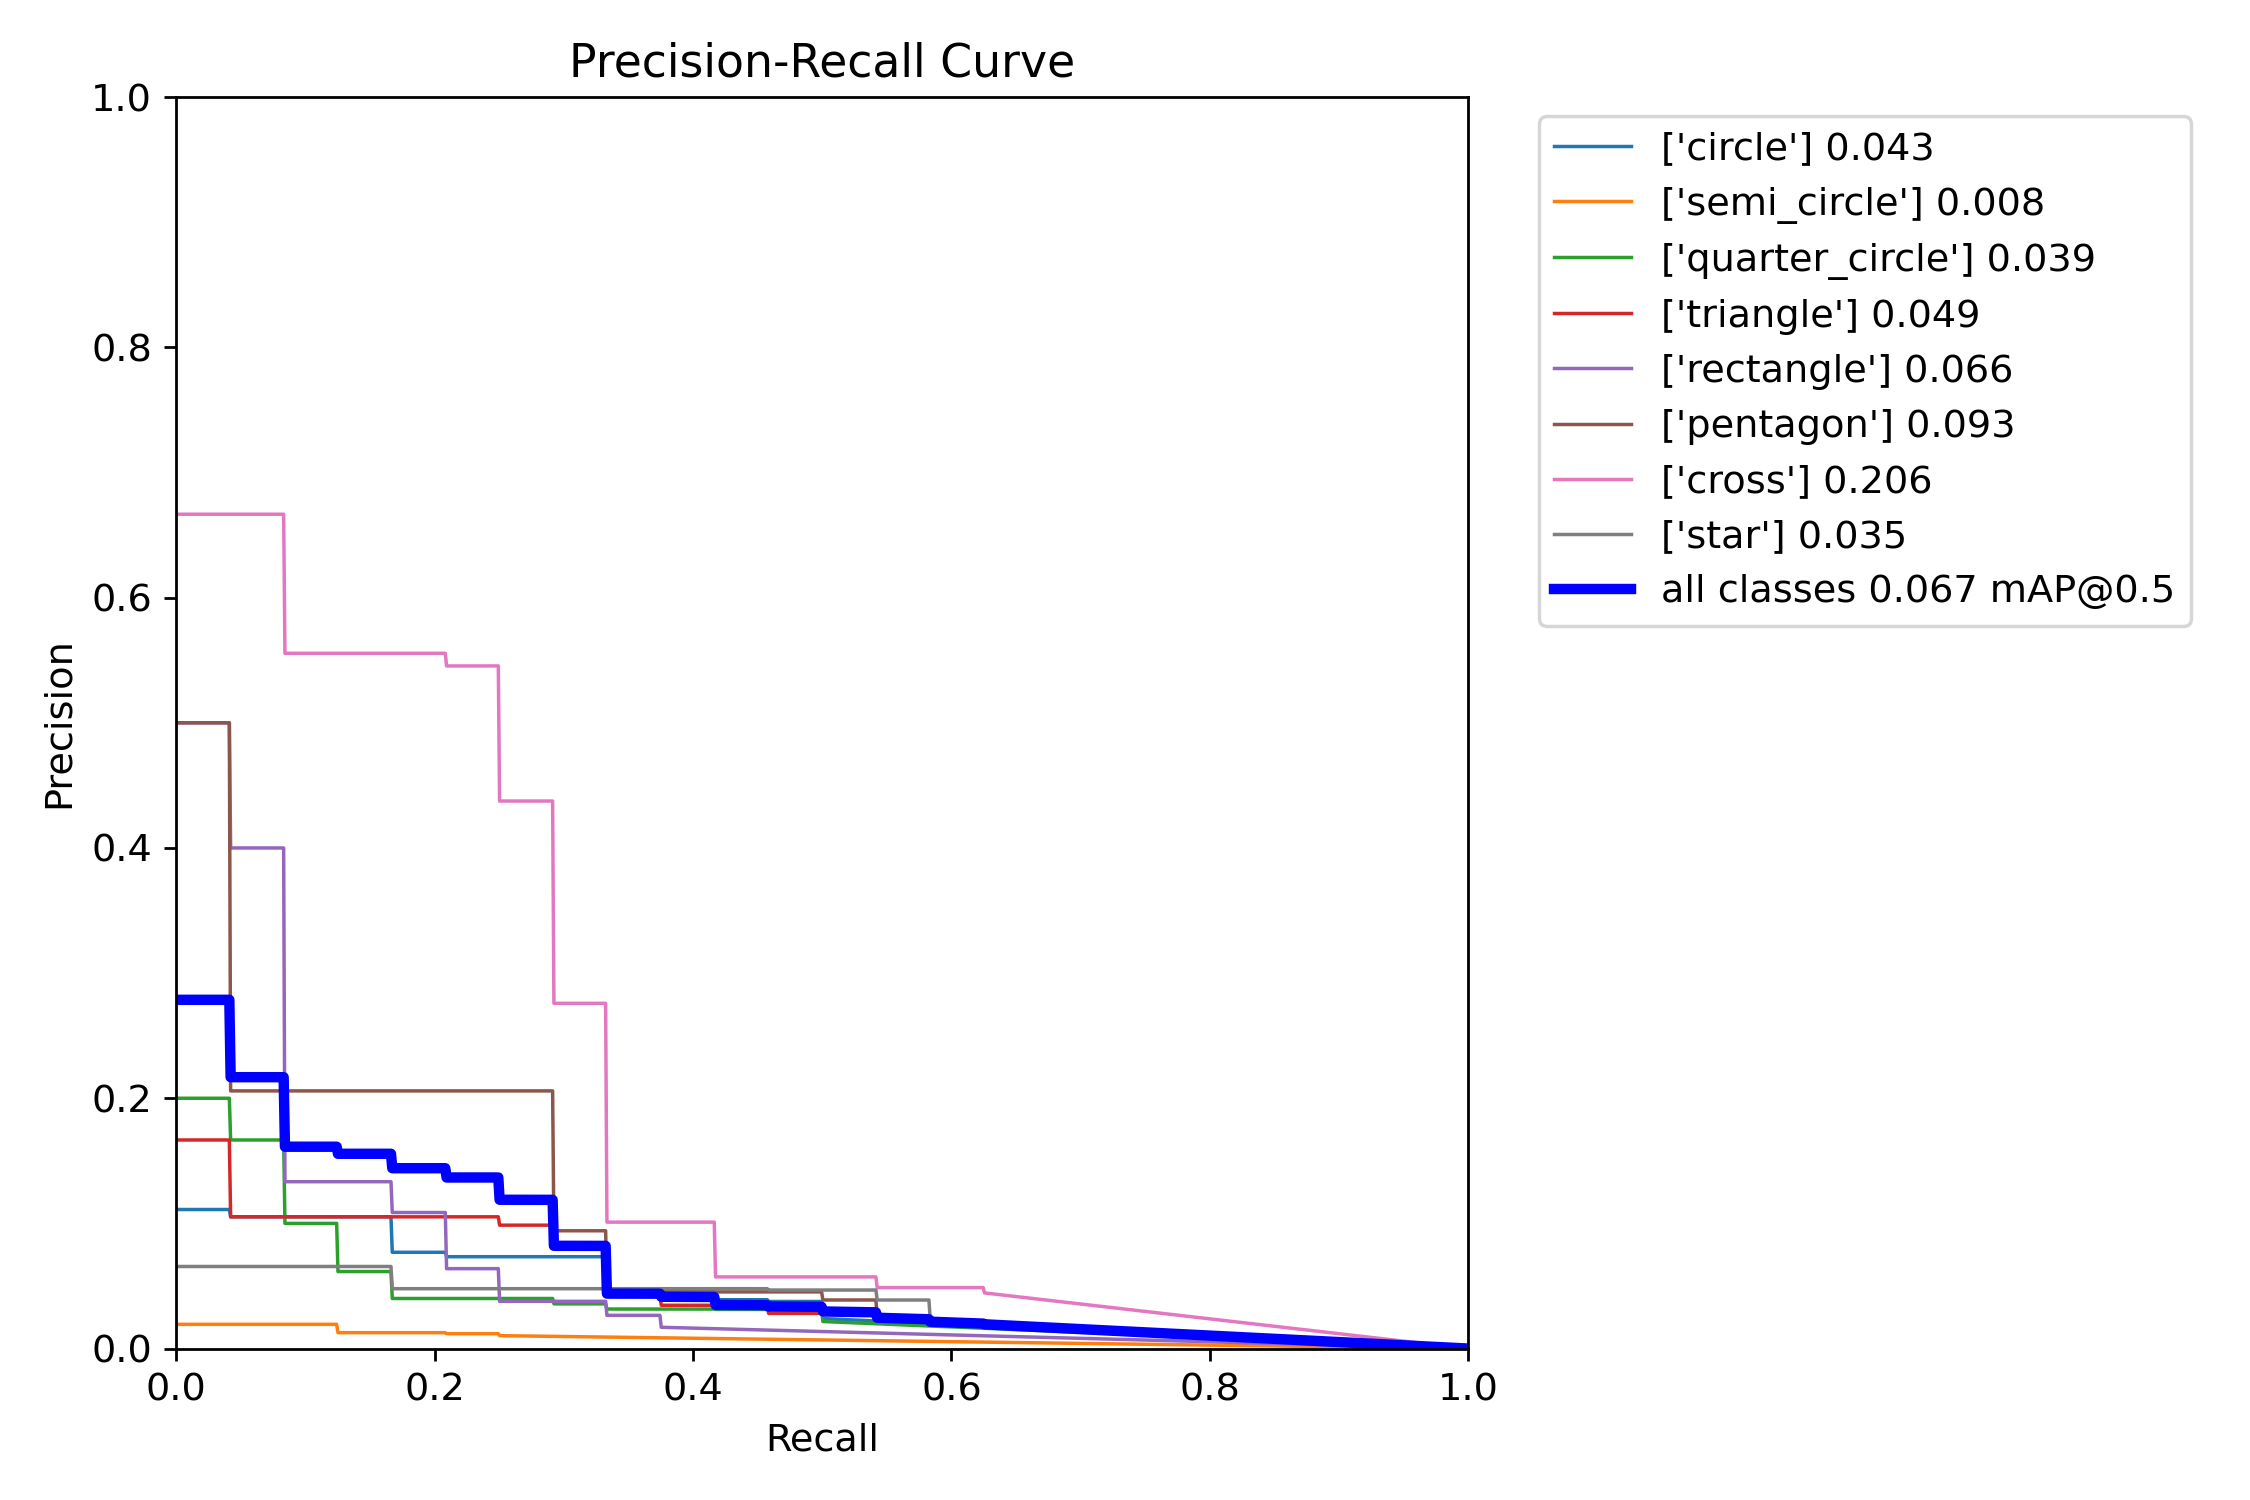 Precision-Recall Curve
1.0
0.8
0.6
0.4
0.2
0.0
Precision
0.0 0.2 0.4 0.6 0.8 1.0
Recall
['circle'] 0.043
['semi_circle'] 0.008
['quarter_circle'] 0.039
['triangle'] 0.049
['rectangle'] 0.066
['pentagon'] 0.093
['cross'] 0.206
['star'] 0.035
all classes 0.067 mAP@0.5